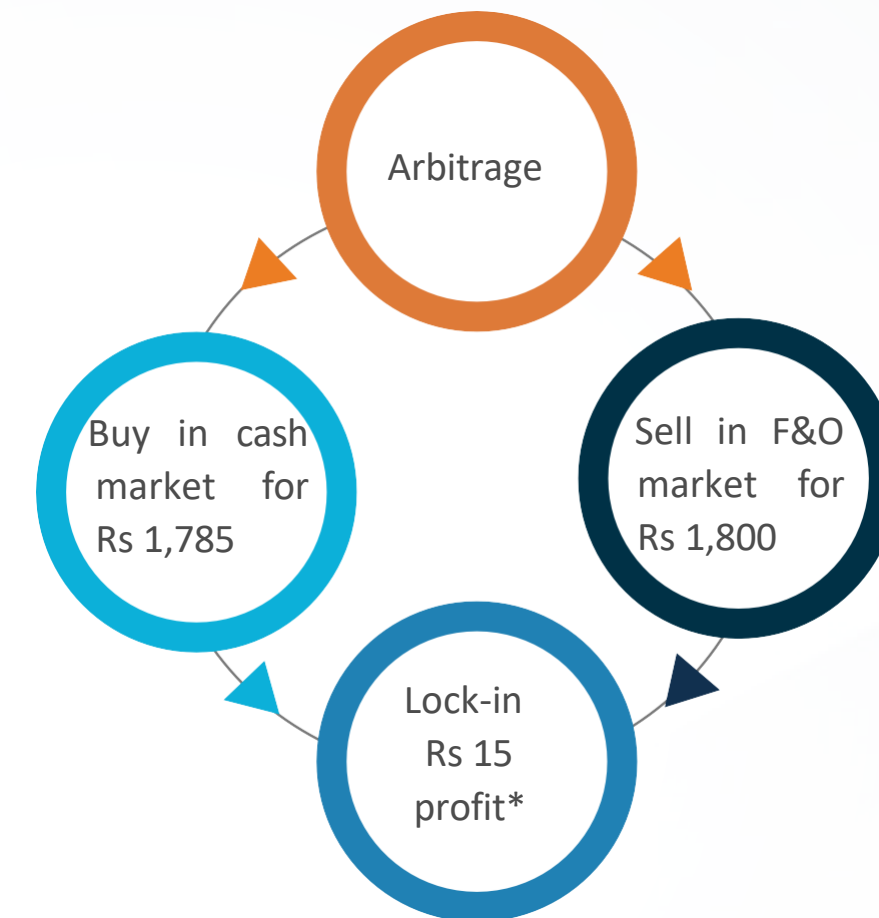 Arbitrage
Buy in cash
market for
Rs 1,785
Sell in F&O
market for
Rs 1,800
Lock-in
Rs 15
profit*